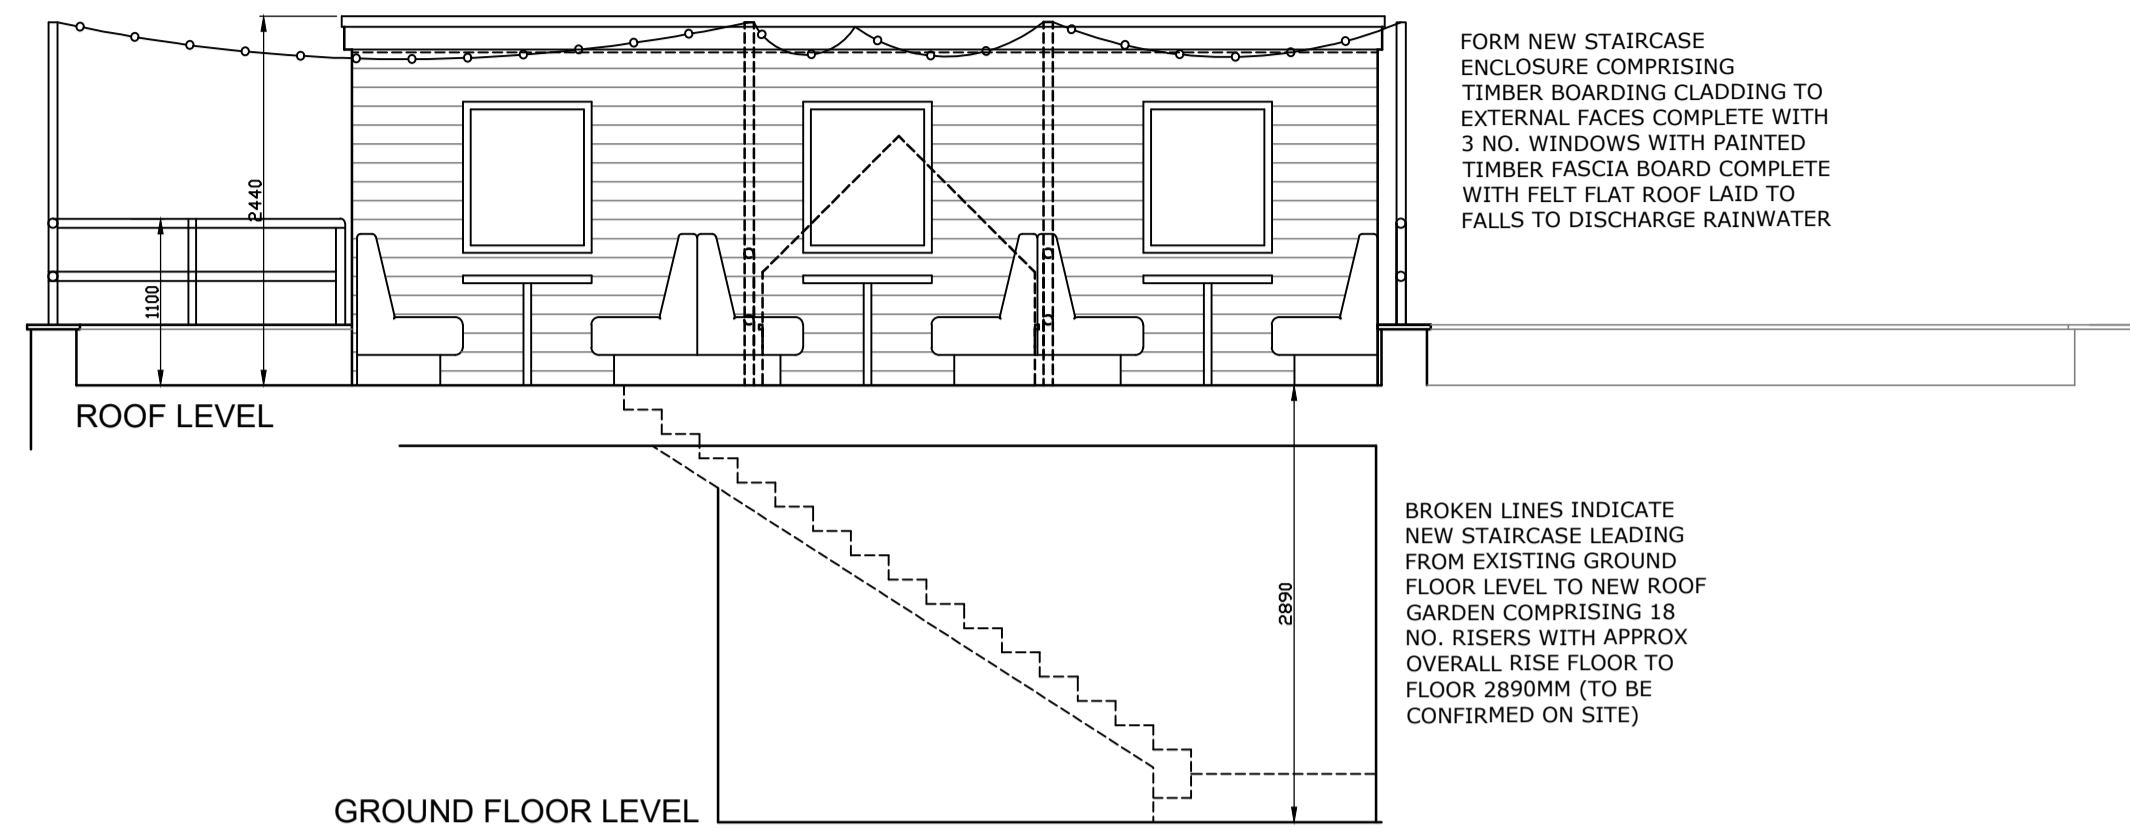 FORM NEW STAIRCASE
ENCLOSURE COMPRISING
TIMBER BOARDING CLADDING TO
EXTERNAL FACES COMPLETE WITH
3 NO. WINDOWS WITH PAINTED
TIMBER FASCIA BOARD COMPLETE
WITH FELT FLAT ROOF LAID TO
FALLS TO DISCHARGE RAINWATER
2440
1100
ROOF LEVEL
BROKEN LINES INDICATE
NEW STAIRCASE LEADING
FROM EXISTING GROUND
FLOOR LEVEL TO NEW ROOF
GARDEN COMPRISING 18
NO. RISERS WITH APPROX
OVERALL RISE FLOOR TO
FLOOR 2890MM (TO BE
CONFIRMED ON SITE)
2890
GROUND FLOOR LEVEL